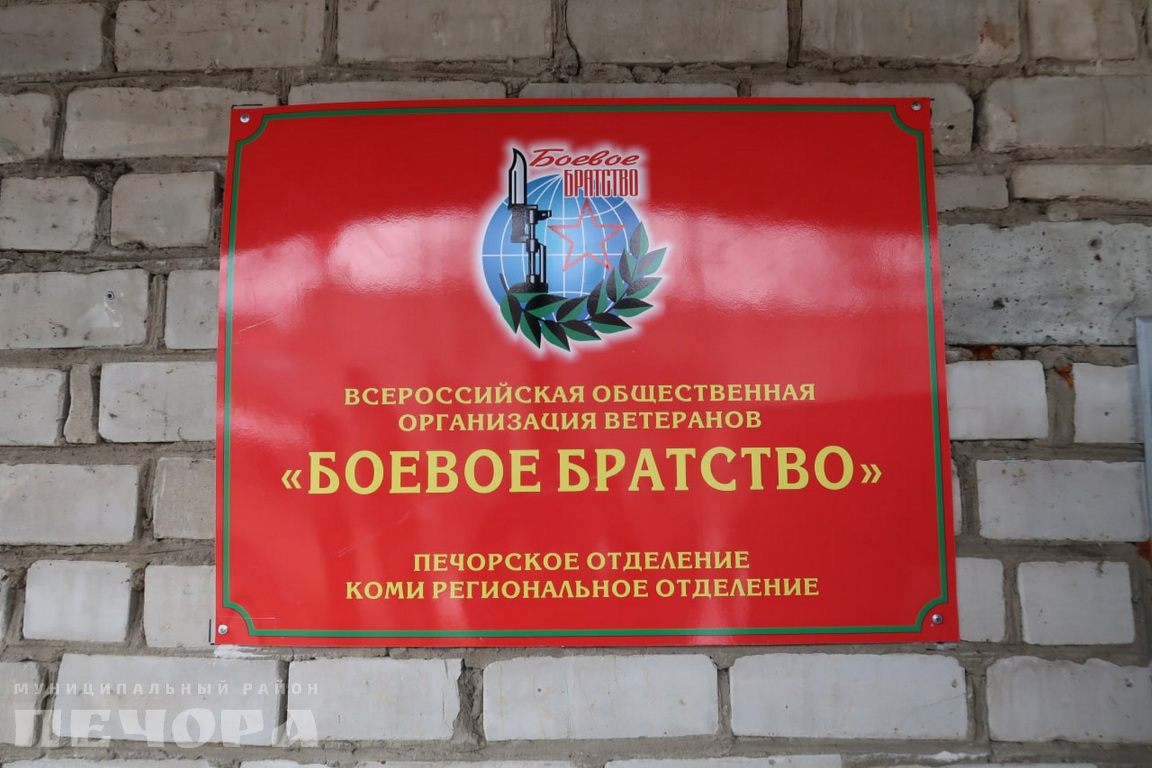 Боевое
БРАТСТВО
ВСЕРОССИЙСКАЯ ОБЩЕСТВЕННАЯ
ОРГАНИЗАЦИЯ ВЕТЕРАНОВ
«БОЕВОЕ БРАТСТВО»
ПЕЧОРСКОЕ ОТДЕЛЕНИЕ
КОМИ РЕГИОНАЛЬНОЕ ОТДЕЛЕНИЕ
МУНИЦИПАЛЬНЫЙ РАЙОН
ПЕЧОРА